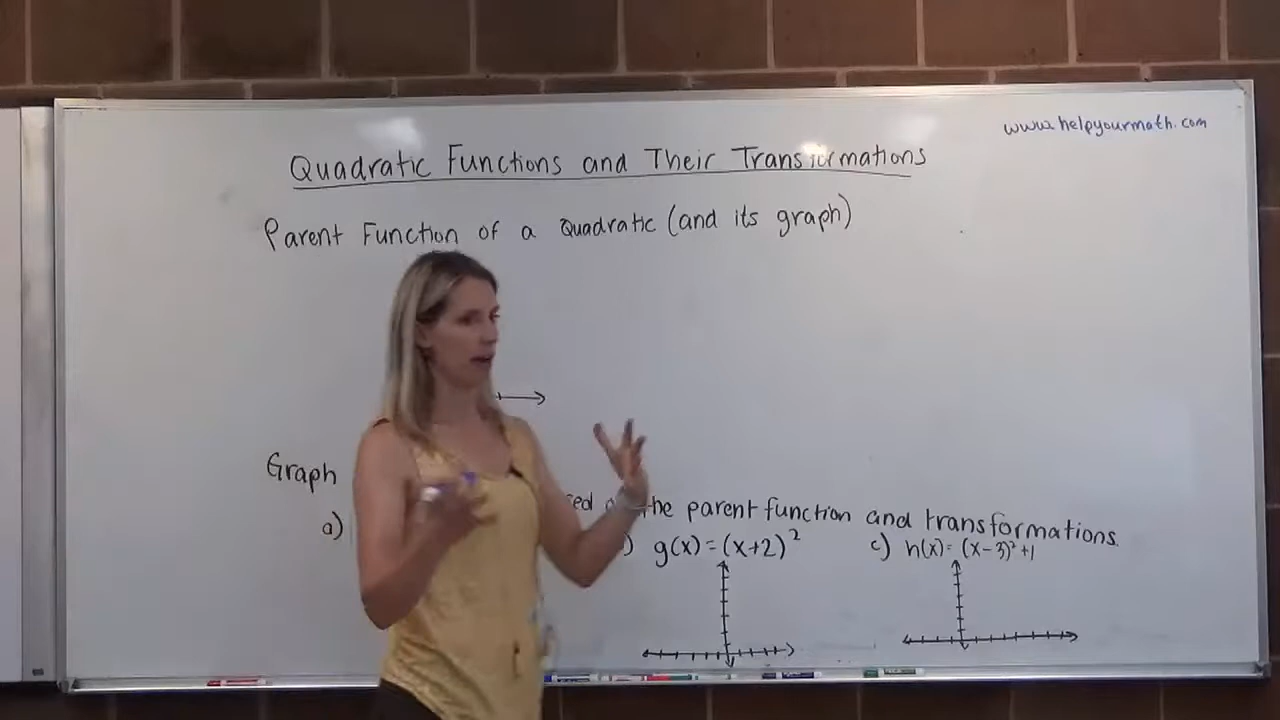 www.helpyourmath.com
Quadratic Functions and Their Transformations
Parent Function of a Quadratic (and its graph)
Graph the parent function and transformations.
a) g(x)=(x+2)² c) h(x)=(x-3)²+1